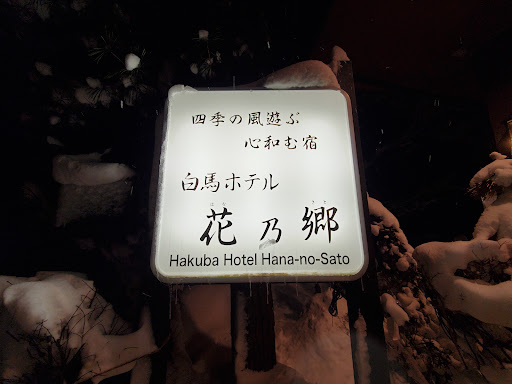 四季の風遊ぶ
心和む宿
白馬ホテル
花乃郷
Hakuba Hotel Hana-no-Sato